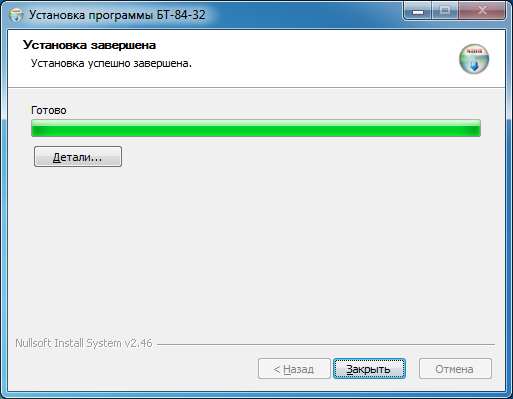 Установка программы БТ-84-32
Установка завершена
Установка успешно завершена.
Готово
Детали...
Nullsoft Install System v2.46
< Назад
Закрыть
Отмена